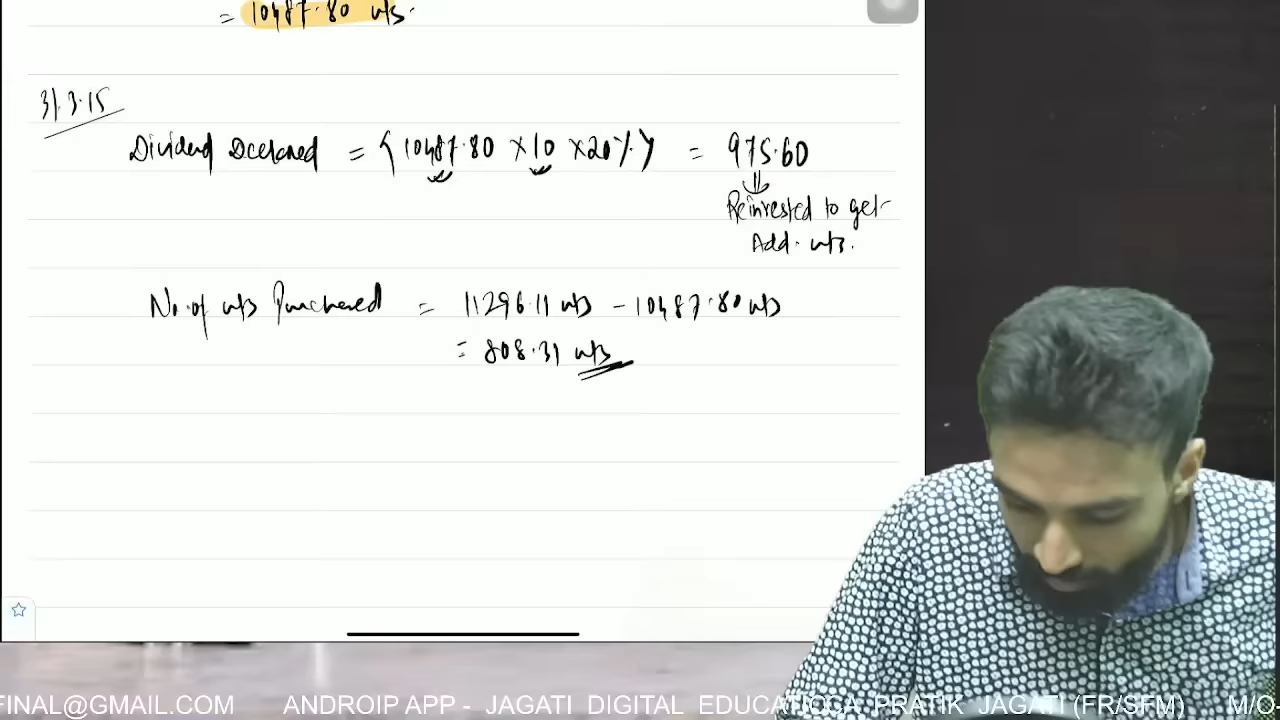 = 10487.80 uts.
31.3.15
Dividend Declared = {10487.80 × 10 × 20%} = 975.60
Reinvested to get
Add. uts.
No. of uts Purchased = 11296.11 uts - 10487.80 uts
= 808.31 uts
FINAL@GMAIL.COM ANDROIP APP - JAGATI DIGITAL EDUCATICCA PRATIK JAGATI (FR/SFM) M/O-